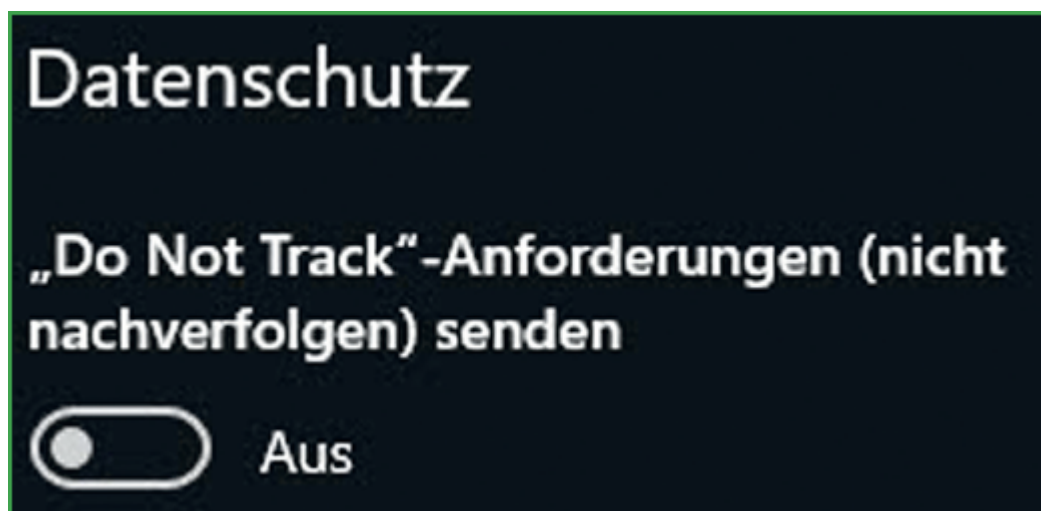 Datenschutz
„Do Not Track“-Anforderungen (nicht
nachverfolgen) senden
Aus